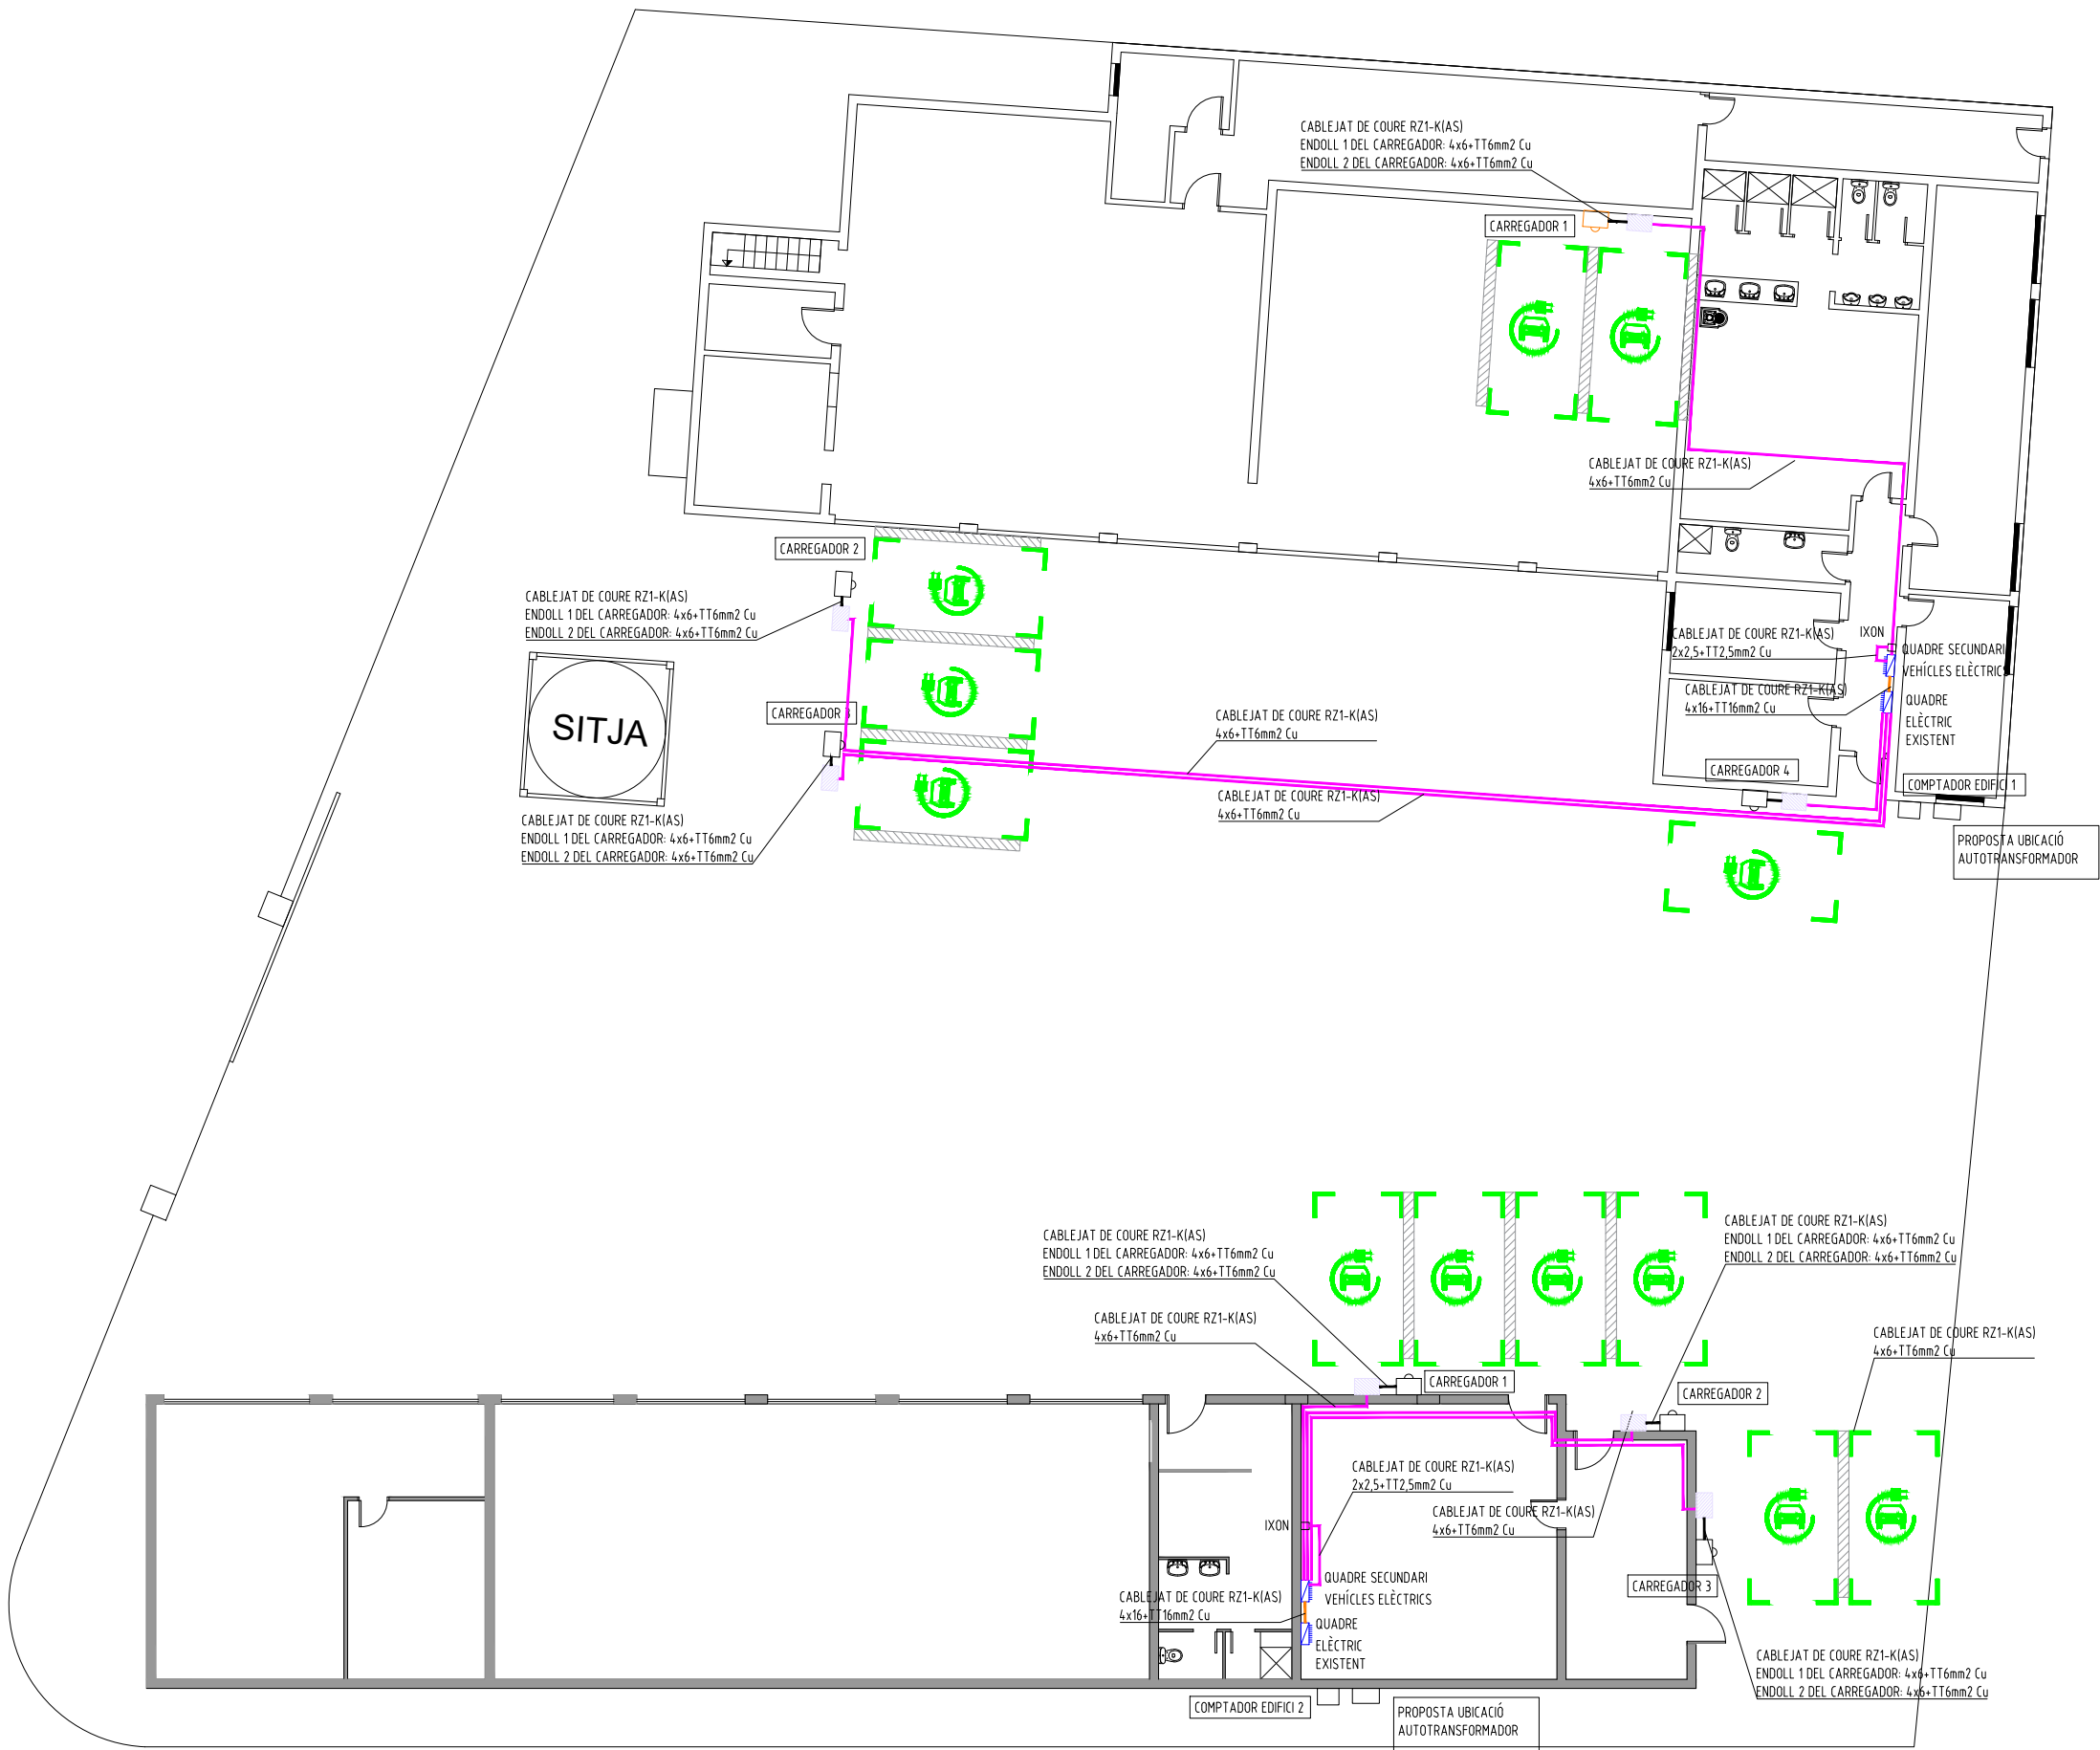 CABLEJAT DE COURE RZ1-K(AS)
ENDOLL 1 DEL CARREGADOR: 4x6+TT6mm2 Cu
ENDOLL 2 DEL CARREGADOR: 4x6+TT6mm2 Cu
CARREGADOR 1
CABLEJAT DE COURE RZ1-K(AS)
4x6+TT6mm2 Cu
CARREGADOR 2
CABLEJAT DE COURE RZ1-K(AS)
ENDOLL 1 DEL CARREGADOR: 4x6+TT6mm2 Cu
ENDOLL 2 DEL CARREGADOR: 4x6+TT6mm2 Cu
SITJA
CARREGADOR 3
CABLEJAT DE COURE RZ1-K(AS)
ENDOLL 1 DEL CARREGADOR: 4x6+TT6mm2 Cu
ENDOLL 2 DEL CARREGADOR: 4x6+TT6mm2 Cu
CABLEJAT DE COURE RZ1-K(AS)
4x6+TT6mm2 Cu
CABLEJAT DE COURE RZ1-K(AS)
4x6+TT6mm2 Cu
CABLEJAT DE COURE RZ1-K(AS)
2x2,5+TT2,5mm2 Cu
IXON
QUADRE SECUNDARI
VEHÍCLES ELÈCTRICS
CABLEJAT DE COURE RZ1-K(AS)
4x16+TT16mm2 Cu
QUADRE
ELÈCTRIC
EXISTENT
CARREGADOR 4
COMPTADOR EDIFICI 1
PROPOSTA UBICACIÓ
AUTOTRANSFORMADOR
CABLEJAT DE COURE RZ1-K(AS)
ENDOLL 1 DEL CARREGADOR: 4x6+TT6mm2 Cu
ENDOLL 2 DEL CARREGADOR: 4x6+TT6mm2 Cu
CABLEJAT DE COURE RZ1-K(AS)
4x6+TT6mm2 Cu
CARREGADOR 1
CABLEJAT DE COURE RZ1-K(AS)
ENDOLL 1 DEL CARREGADOR: 4x6+TT6mm2 Cu
ENDOLL 2 DEL CARREGADOR: 4x6+TT6mm2 Cu
CABLEJAT DE COURE RZ1-K(AS)
4x6+TT6mm2 Cu
CARREGADOR 2
CABLEJAT DE COURE RZ1-K(AS)
2x2,5+TT2,5mm2 Cu
CABLEJAT DE COURE RZ1-K(AS)
4x6+TT6mm2 Cu
IXON
QUADRE SECUNDARI
VEHÍCLES ELÈCTRICS
CABLEJAT DE COURE RZ1-K(AS)
4x16+TT16mm2 Cu
QUADRE
ELÈCTRIC
EXISTENT
CARREGADOR 3
CABLEJAT DE COURE RZ1-K(AS)
ENDOLL 1 DEL CARREGADOR: 4x6+TT6mm2 Cu
ENDOLL 2 DEL CARREGADOR: 4x6+TT6mm2 Cu
COMPTADOR EDIFICI 2
PROPOSTA UBICACIÓ
AUTOTRANSFORMADOR